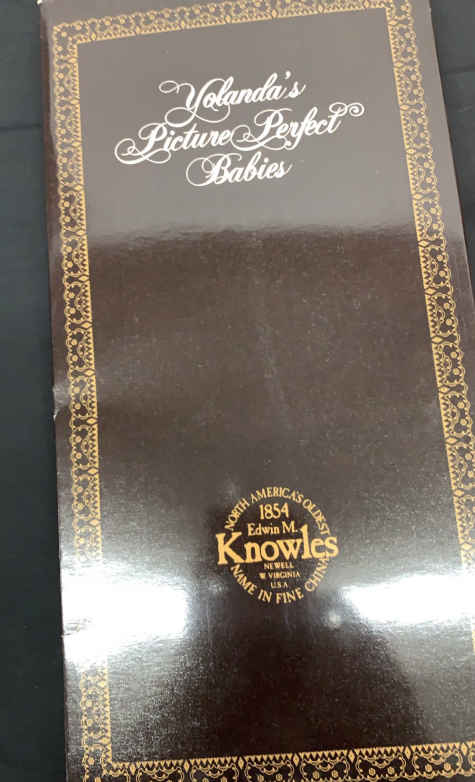 Yolanda's
Picture Perfect
Babies
NORTH AMERICA'S OLDEST
1854
Edwin M.
Knowles
NEWELL
W. VIRGINIA
U.S.A
NAME IN FINE CHINA